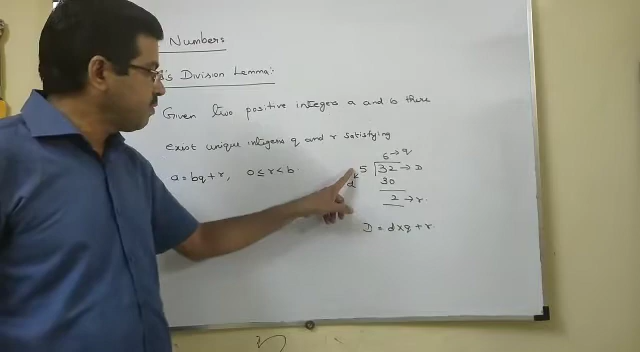 Numbers
's Division Lemma:
Given two positive integers a and b there
exist unique integers q and r satisfying
a = bq + r, 0 ≤ r < b.
6 → q
5 32 → D
d
30
2 → r.
D = d×q + r.